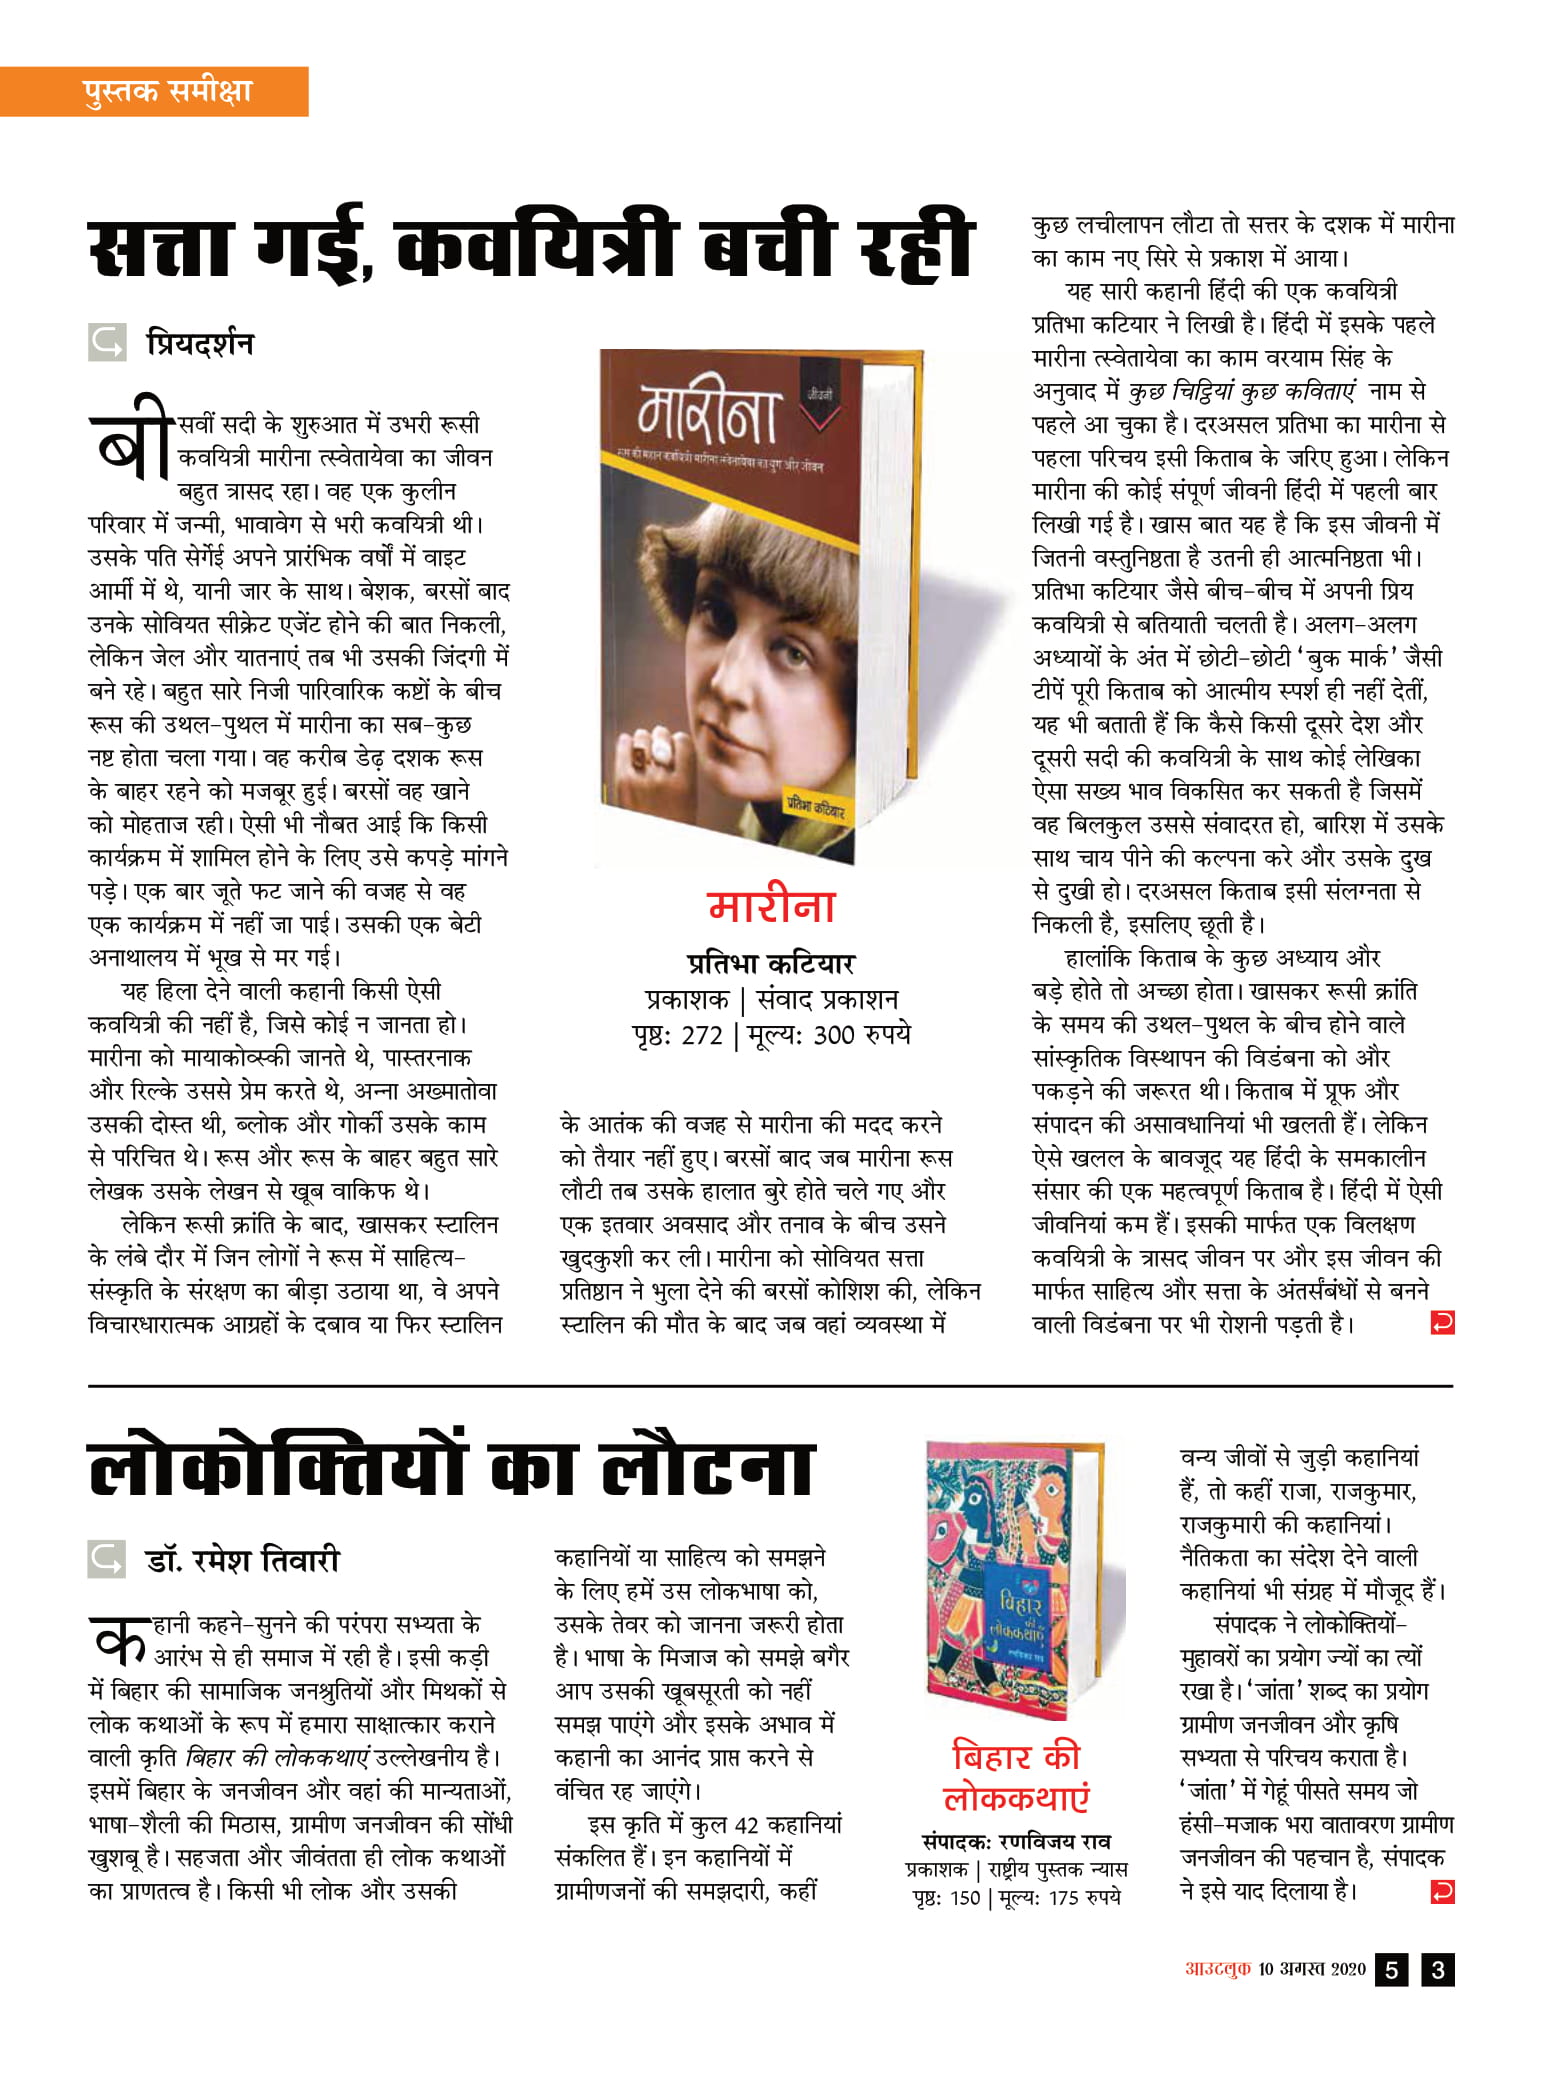 पुस्तक समीक्षा
सत्ता गई, कवयित्री बची रही
प्रियदर्शन
बीसवीं सदी के शुरुआत में उभरी रूसी
कवयित्री मारीना त्स्वेतायेवा का जीवन
बहुत त्रासद रहा। वह एक कुलीन
परिवार में जन्मी, भावावेग से भरी कवयित्री थी।
उसके पति सेर्गेई अपने प्रारंभिक वर्षों में वाइट
आर्मी में थे, यानी जार के साथ। बेशक, बरसों बाद
उनके सोवियत सीक्रेट एजेंट होने की बात निकली,
लेकिन जेल और यातनाएं तब भी उसकी जिंदगी में
बने रहे। बहुत सारे निजी पारिवारिक कष्टों के बीच
रूस की उथल-पुथल में मारीना का सब-कुछ
नष्ट होता चला गया। वह करीब डेढ़ दशक रूस
के बाहर रहने को मजबूर हुई। बरसों वह खाने
को मोहताज रही। ऐसी भी नौबत आई कि किसी
कार्यक्रम में शामिल होने के लिए उसे कपड़े मांगने
पड़े। एक बार जूते फट जाने की वजह से वह
एक कार्यक्रम में नहीं जा पाई। उसकी एक बेटी
अनाथालय में भूख से मर गई।
यह हिला देने वाली कहानी किसी ऐसी
कवयित्री की नहीं है, जिसे कोई न जानता हो।
मारीना को मायाकोव्स्की जानते थे, पास्तरनाक
और रिल्के उससे प्रेम करते थे, अन्ना अख्मातोवा
उसकी दोस्त थी, ब्लोक और गोर्की उसके काम
से परिचित थे। रूस और रूस के बाहर बहुत सारे
लेखक उसके लेखन से खूब वाकिफ थे।
लेकिन रूसी क्रांति के बाद, खासकर स्टालिन
के लंबे दौर में जिन लोगों ने रूस में साहित्य-
संस्कृति के संरक्षण का बीड़ा उठाया था, वे अपने
विचारधारात्मक आग्रहों के दबाव या फिर स्टालिन
मारीना
जीवनी
रूस की महान कवयित्री मारीना त्स्वेतायेवा का युग और जीवन
प्रतिभा कटियार
मारीना
प्रतिभा कटियार
प्रकाशक | संवाद प्रकाशन
पृष्ठ: 272 | मूल्य: 300 रुपये
के आतंक की वजह से मारीना की मदद करने
को तैयार नहीं हुए। बरसों बाद जब मारीना रूस
लौटी तब उसके हालात बुरे होते चले गए और
एक इतवार अवसाद और तनाव के बीच उसने
खुदकुशी कर ली। मारीना को सोवियत सत्ता
प्रतिष्ठान ने भुला देने की बरसों कोशिश की, लेकिन
स्टालिन की मौत के बाद जब वहां व्यवस्था में
कुछ लचीलापन लौटा तो सत्तर के दशक में मारीना
का काम नए सिरे से प्रकाश में आया।
यह सारी कहानी हिंदी की एक कवयित्री
प्रतिभा कटियार ने लिखी है। हिंदी में इसके पहले
मारीना त्स्वेतायेवा का काम वरयाम सिंह के
अनुवाद में कुछ चिट्ठियां कुछ कविताएं नाम से
पहले आ चुका है। दरअसल प्रतिभा का मारीना से
पहला परिचय इसी किताब के जरिए हुआ। लेकिन
मारीना की कोई संपूर्ण जीवनी हिंदी में पहली बार
लिखी गई है। खास बात यह है कि इस जीवनी में
जितनी वस्तुनिष्ठता है उतनी ही आत्मनिष्ठता भी।
प्रतिभा कटियार जैसे बीच-बीच में अपनी प्रिय
कवयित्री से बतियाती चलती है। अलग-अलग
अध्यायों के अंत में छोटी-छोटी ‘बुक मार्क’ जैसी
टीपें पूरी किताब को आत्मीय स्पर्श ही नहीं देतीं,
यह भी बताती हैं कि कैसे किसी दूसरे देश और
दूसरी सदी की कवयित्री के साथ कोई लेखिका
ऐसा सख्य भाव विकसित कर सकती है जिसमें
वह बिलकुल उससे संवादरत हो, बारिश में उसके
साथ चाय पीने की कल्पना करे और उसके दुख
से दुखी हो। दरअसल किताब इसी संलग्नता से
निकली है, इसलिए छूती है।
हालांकि किताब के कुछ अध्याय और
बड़े होते तो अच्छा होता। खासकर रूसी क्रांति
के समय की उथल-पुथल के बीच होने वाले
सांस्कृतिक विस्थापन की विडंबना को और
पकड़ने की जरूरत थी। किताब में प्रूफ और
संपादन की असावधानियां भी खलती हैं। लेकिन
ऐसे खलल के बावजूद यह हिंदी के समकालीन
संसार की एक महत्वपूर्ण किताब है। हिंदी में ऐसी
जीवनियां कम हैं। इसकी मार्फत एक विलक्षण
कवयित्री के त्रासद जीवन पर और इस जीवन की
मार्फत साहित्य और सत्ता के अंतर्संबंधों से बनने
वाली विडंबना पर भी रोशनी पड़ती है।
लोकोक्तियों का लौटना
डॉ. रमेश तिवारी
कहानी कहने-सुनने की परंपरा सभ्यता के
आरंभ से ही समाज में रही है। इसी कड़ी
में बिहार की सामाजिक जनश्रुतियों और मिथकों से
लोक कथाओं के रूप में हमारा साक्षात्कार कराने
वाली कृति बिहार की लोककथाएं उल्लेखनीय है।
इसमें बिहार के जनजीवन और वहां की मान्यताओं,
भाषा-शैली की मिठास, ग्रामीण जनजीवन की सोंधी
खुशबू है। सहजता और जीवंतता ही लोक कथाओं
का प्राणतत्व है। किसी भी लोक और उसकी
कहानियों या साहित्य को समझने
के लिए हमें उस लोकभाषा को,
उसके तेवर को जानना जरूरी होता
है। भाषा के मिजाज को समझे बगैर
आप उसकी खूबसूरती को नहीं
समझ पाएंगे और इसके अभाव में
कहानी का आनंद प्राप्त करने से
वंचित रह जाएंगे।
इस कृति में कुल 42 कहानियां
संकलित हैं। इन कहानियों में
ग्रामीणजनों की समझदारी, कहीं
बिहार
की
लोककथाएं
रणविजय राव
बिहार की
लोककथाएं
संपादक: रणविजय राव
प्रकाशक | राष्ट्रीय पुस्तक न्यास
पृष्ठ: 150 | मूल्य: 175 रुपये
वन्य जीवों से जुड़ी कहानियां
हैं, तो कहीं राजा, राजकुमार,
राजकुमारी की कहानियां।
नैतिकता का संदेश देने वाली
कहानियां भी संग्रह में मौजूद हैं।
संपादक ने लोकोक्तियों-
मुहावरों का प्रयोग ज्यों का त्यों
रखा है। ‘जांता’ शब्द का प्रयोग
ग्रामीण जनजीवन और कृषि
सभ्यता से परिचय कराता है।
‘जांता’ में गेहूं पीसते समय जो
हंसी-मजाक भरा वातावरण ग्रामीण
जनजीवन की पहचान है, संपादक
ने इसे याद दिलाया है।
आउटलुक 10 अगस्त 2020 5 3